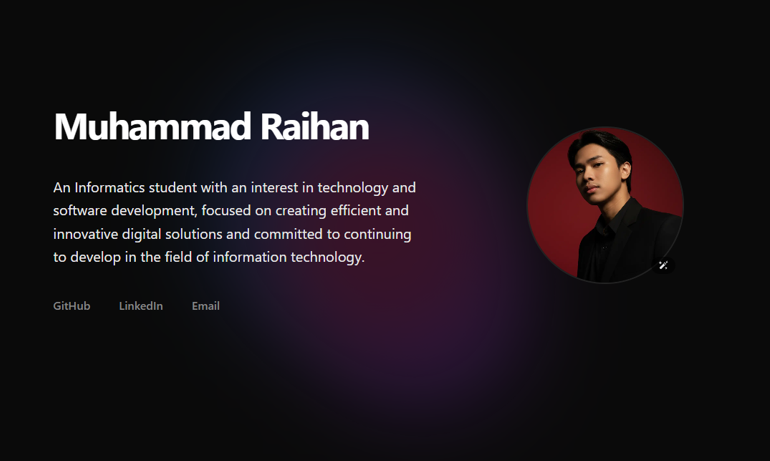 Muhammad Raihan
An Informatics student with an interest in technology and
software development, focused on creating efficient and
innovative digital solutions and committed to continuing
to develop in the field of information technology.
GitHub LinkedIn Email